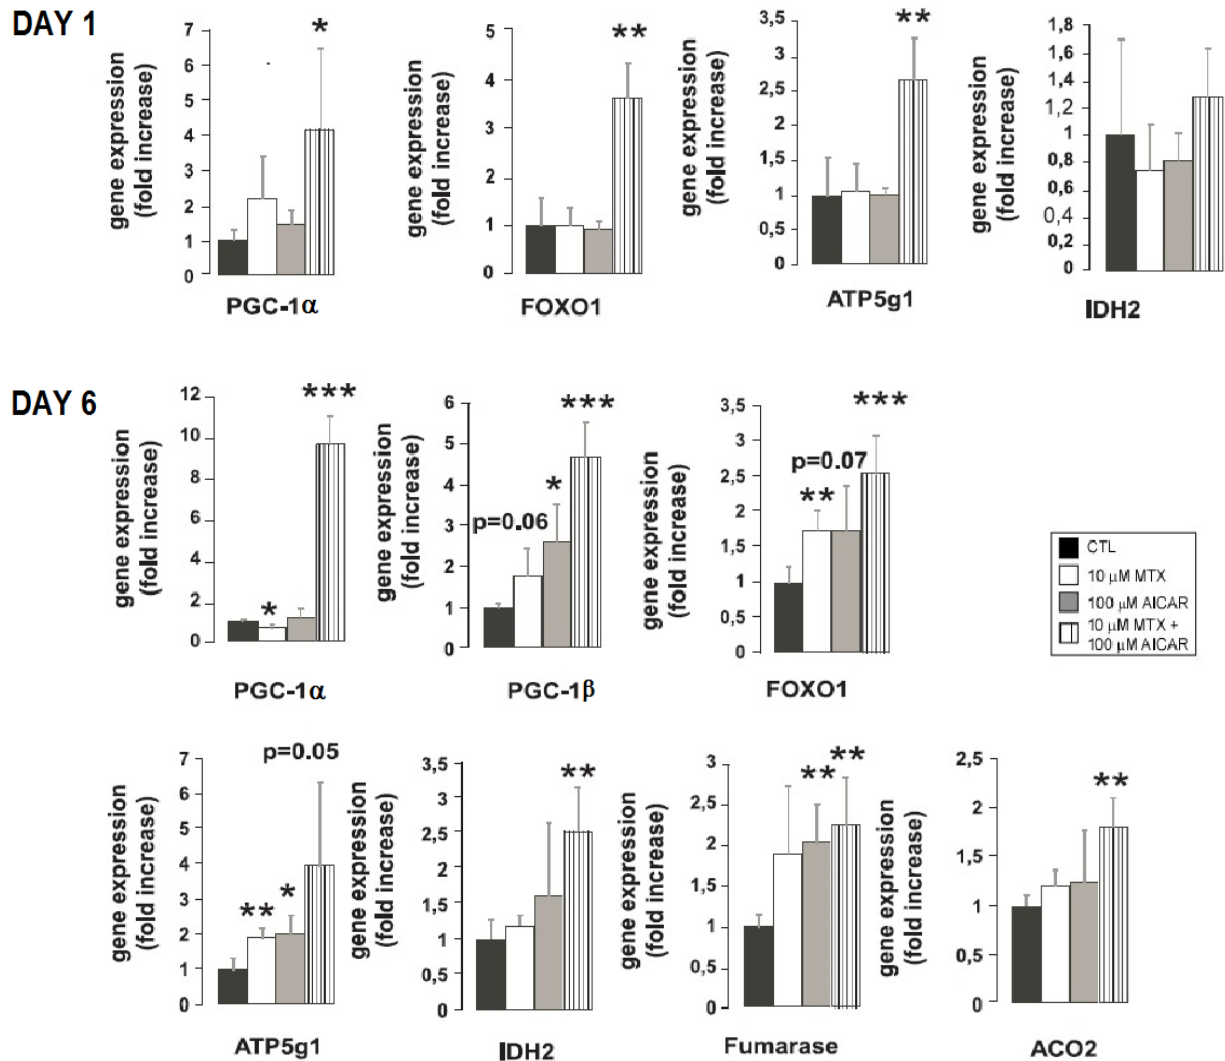 DAY 1
gene expression
(fold increase)
7
6
5
4
3
2
1
0
*
PGC-1α
gene expression
(fold increase)
5
4
3
2
1
0
**
FOXO1
gene expression
(fold increase)
3,5
3
2,5
2
1,5
1
0,5
0
**
ATP5g1
gene expression
(fold increase)
1,8
1,6
1,4
1,2
1
0,8
0,6
0,4
0,2
0
IDH2
DAY 6
gene expression
(fold increase)
12
10
8
6
4
2
0
*
***
PGC-1α
gene expression
(fold increase)
6
5
4
3
2
1
0
p=0.06
*
***
PGC-1β
gene expression
(fold increase)
3,5
3
2,5
2
1,5
1
0,5
0
**
p=0.07
***
FOXO1
CTL
10 µM MTX
100 µM AICAR
10 µM MTX +
100 µM AICAR
gene expression
(fold increase)
7
6
5
4
3
2
1
0
**
*
p=0.05
ATP5g1
gene expression
(fold increase)
3,5
3
2,5
2
1,5
1
0,5
0
**
IDH2
gene expression
(fold increase)
3
2,5
2
1,5
1
0,5
0
**
**
Fumarase
gene expression
(fold increase)
2,5
2
1,5
1
0,5
0
**
ACO2